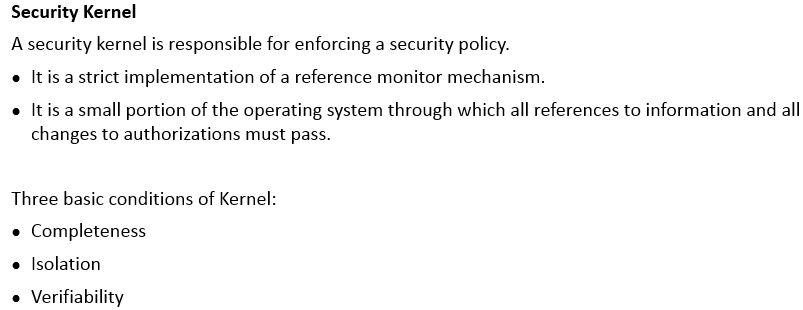 Security Kernel
A security kernel is responsible for enforcing a security policy.
• It is a strict implementation of a reference monitor mechanism.
• It is a small portion of the operating system through which all references to information and all
changes to authorizations must pass.
Three basic conditions of Kernel:
• Completeness
• Isolation
• Verifiability